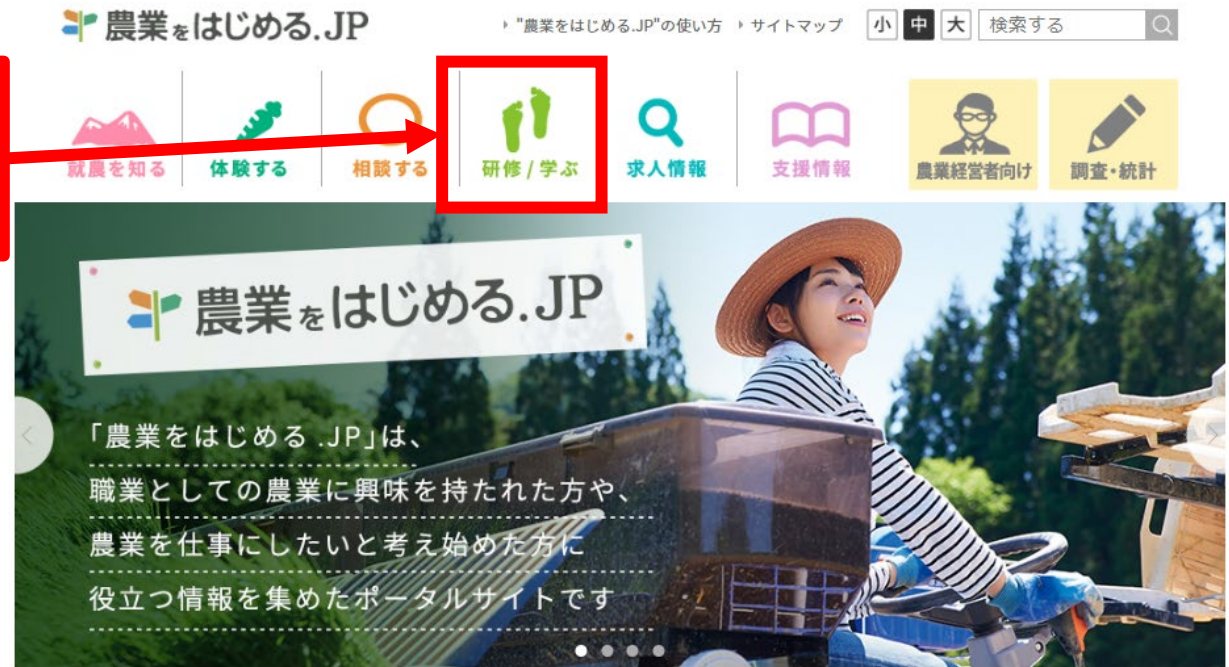 農業をはじめる.JP
"農業をはじめる.JP"の使い方 サイトマップ 小 中 大 検索する
就農を知る 体験する 相談する 研修/学ぶ 求人情報 支援情報 農業経営者向け 調査・統計
農業をはじめる.JP
「農業をはじめる.JP」は、
職業としての農業に興味を持たれた方や、
農業を仕事にしたいと考え始めた方に
役立つ情報を集めたポータルサイトです